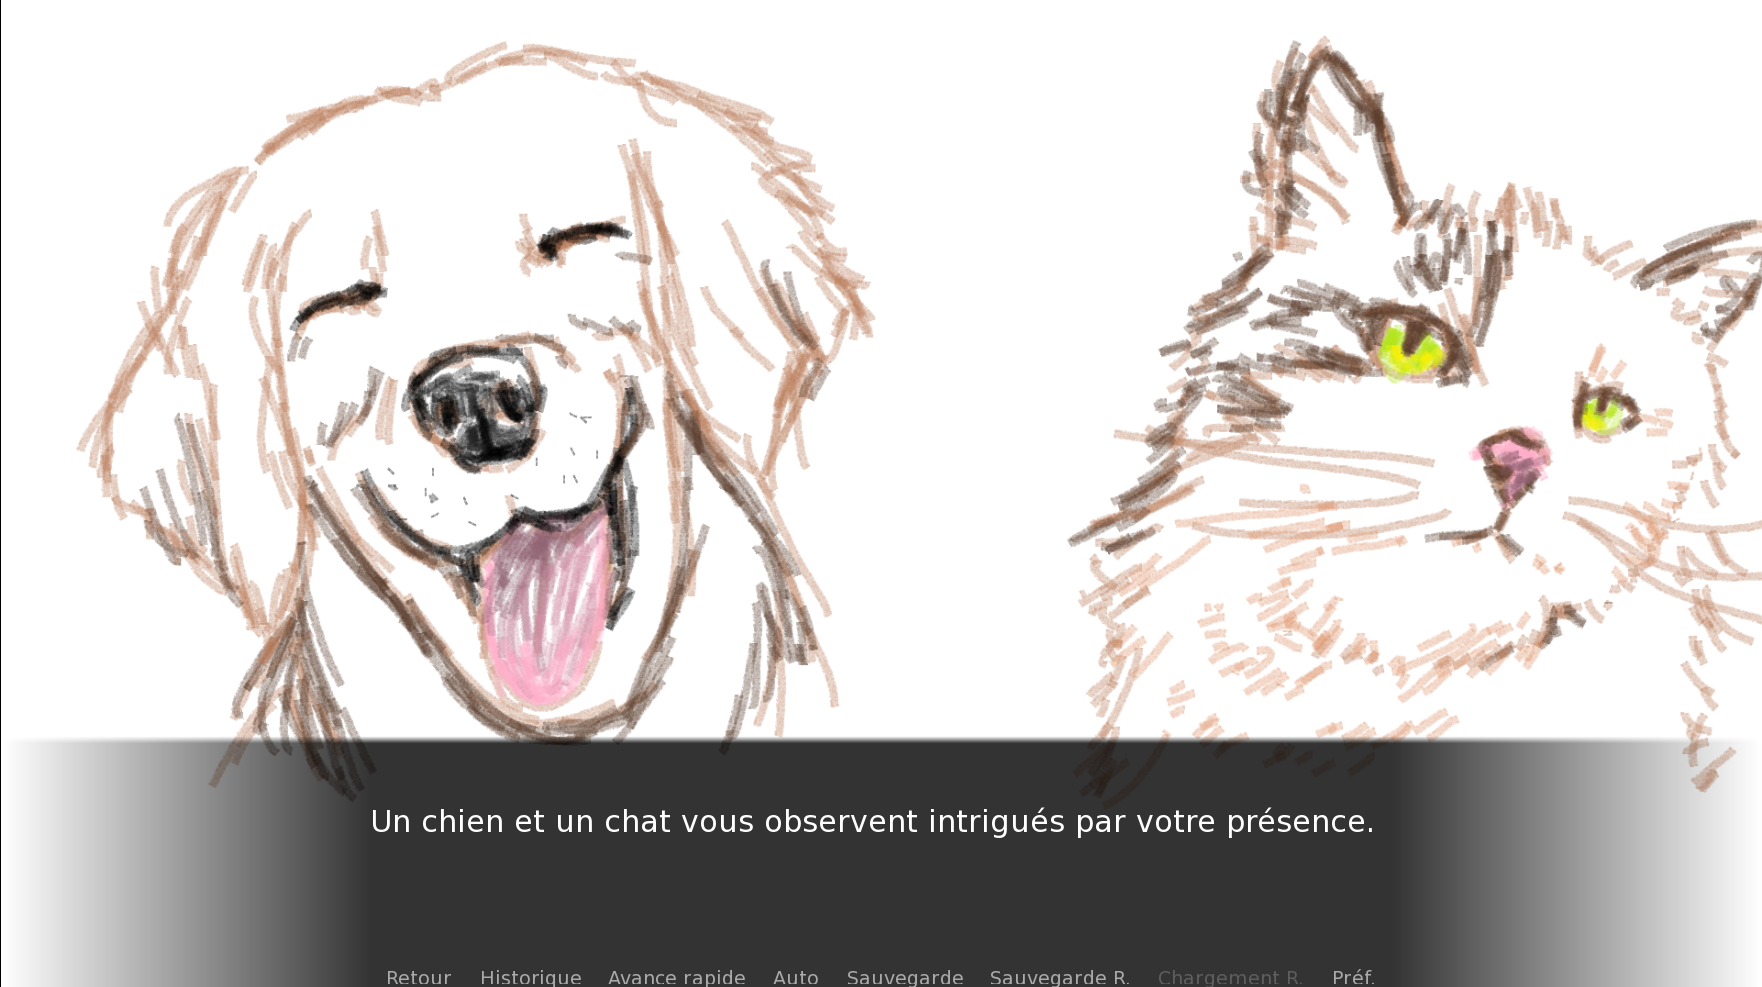 Un chien et un chat vous observent intrigués par votre présence.
Retour Historique Avance rapide Auto Sauvegarde Sauvegarde R. Chargement R. Préf.